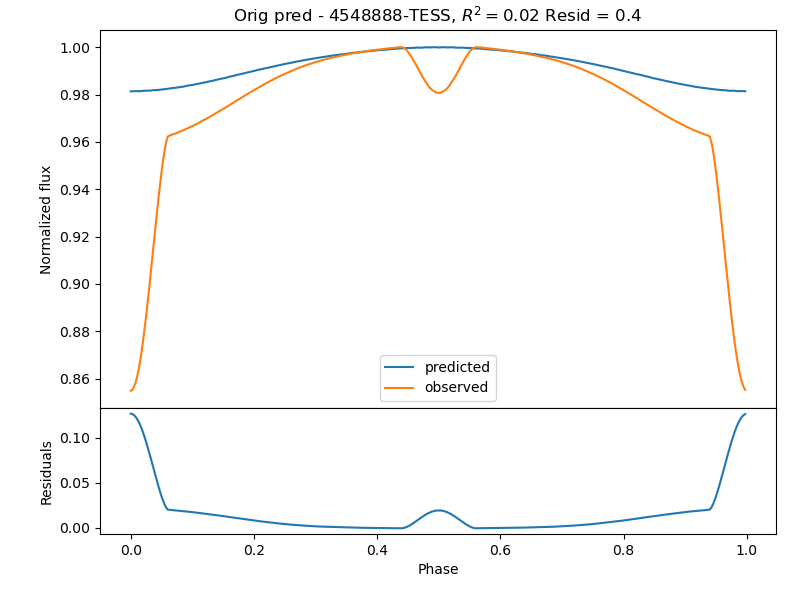 Orig pred - 4548888-TESS, $R^2 = 0.02$ Resid = 0.4
Normalized flux
1.00
0.98
0.96
0.94
0.92
0.90
0.88
0.86
predicted
observed
Residuals
0.10
0.05
0.00
0.0
0.2
0.4
0.6
0.8
1.0
Phase